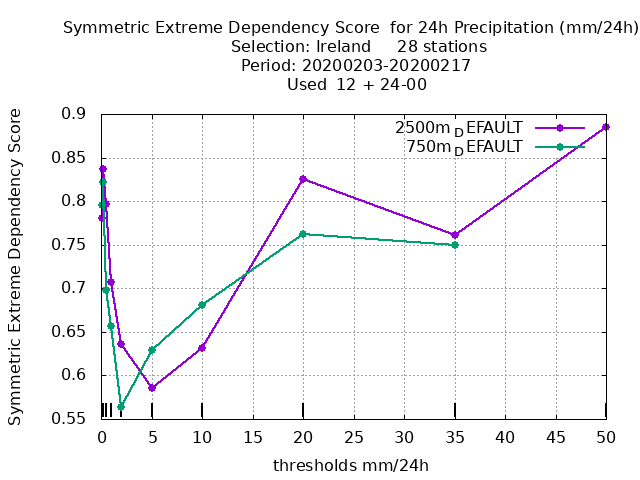 Symmetric Extreme Dependency Score  for 24h Precipitation (mm/24h)
Selection: Ireland     28 stations
Period: 20200203-20200217
Used  12 + 24-00
Symmetric Extreme Dependency Score
0.9
0.85
0.8
0.75
0.7
0.65
0.6
0.55
2500m_DEFAULT
750m_DEFAULT
0 5 10 15 20 25 30 35 40 45 50
thresholds mm/24h